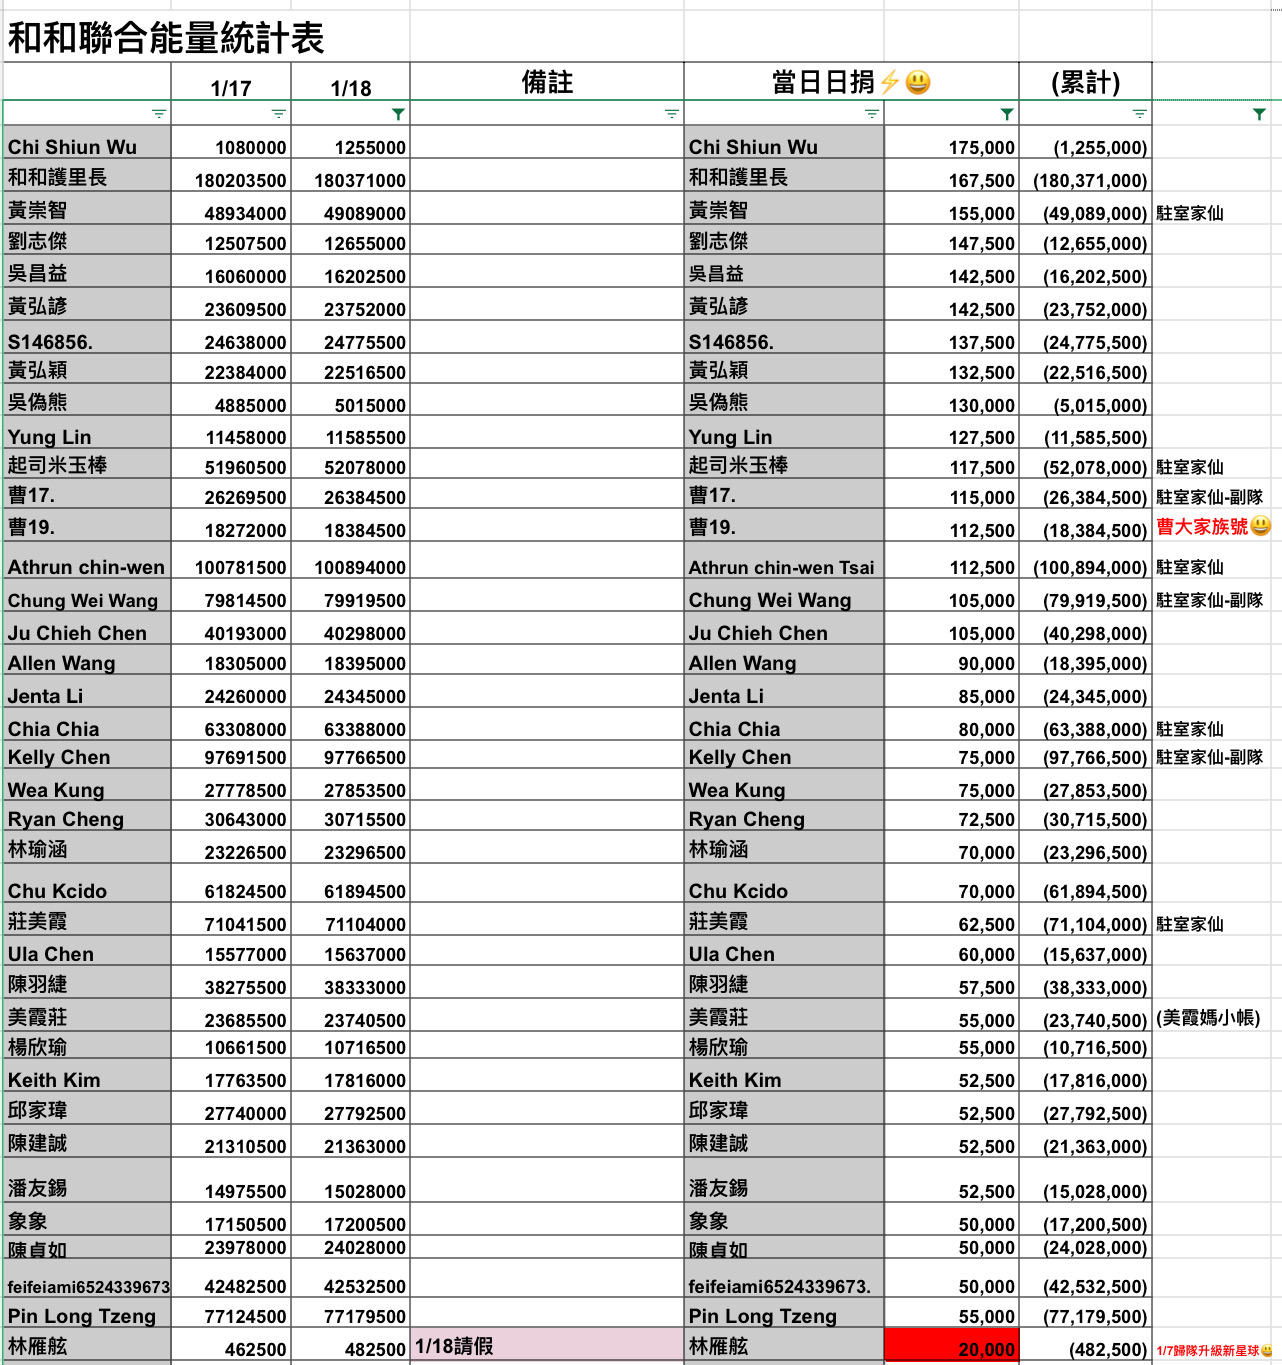 和和聯合能量統計表
1/17 1/18 備註 當日日捐⚡😃 (累計)
Chi Shiun Wu 1080000 1255000 Chi Shiun Wu 175,000 (1,255,000)
和和護里長 180203500 180371000 和和護里長 167,500 (180,371,000)
黃崇智 48934000 49089000 黃崇智 155,000 (49,089,000) 駐室家仙
劉志傑 12507500 12655000 劉志傑 147,500 (12,655,000)
吳昌益 16060000 16202500 吳昌益 142,500 (16,202,500)
黃弘諺 23609500 23752000 黃弘諺 142,500 (23,752,000)
S146856. 24638000 24775500 S146856. 137,500 (24,775,500)
黃弘穎 22384000 22516500 黃弘穎 132,500 (22,516,500)
吳偽熊 4885000 5015000 吳偽熊 130,000 (5,015,000)
Yung Lin 11458000 11585500 Yung Lin 127,500 (11,585,500)
起司米玉棒 51960500 52078000 起司米玉棒 117,500 (52,078,000) 駐室家仙
曹17. 26269500 26384500 曹17. 115,000 (26,384,500) 駐室家仙-副隊
曹19. 18272000 18384500 曹19. 112,500 (18,384,500) 曹大家族號😃
Athrun chin-wen 100781500 100894000 Athrun chin-wen Tsai 112,500 (100,894,000) 駐室家仙
Chung Wei Wang 79814500 79919500 Chung Wei Wang 105,000 (79,919,500) 駐室家仙-副隊
Ju Chieh Chen 40193000 40298000 Ju Chieh Chen 105,000 (40,298,000)
Allen Wang 18305000 18395000 Allen Wang 90,000 (18,395,000)
Jenta Li 24260000 24345000 Jenta Li 85,000 (24,345,000)
Chia Chia 63308000 63388000 Chia Chia 80,000 (63,388,000) 駐室家仙
Kelly Chen 97691500 97766500 Kelly Chen 75,000 (97,766,500) 駐室家仙-副隊
Wea Kung 27778500 27853500 Wea Kung 75,000 (27,853,500)
Ryan Cheng 30643000 30715500 Ryan Cheng 72,500 (30,715,500)
林瑜涵 23226500 23296500 林瑜涵 70,000 (23,296,500)
Chu Kcido 61824500 61894500 Chu Kcido 70,000 (61,894,500)
莊美霞 71041500 71104000 莊美霞 62,500 (71,104,000) 駐室家仙
Ula Chen 15577000 15637000 Ula Chen 60,000 (15,637,000)
陳羽緁 38275500 38333000 陳羽緁 57,500 (38,333,000)
美霞莊 23685500 23740500 美霞莊 55,000 (23,740,500) (美霞媽小帳)
楊欣瑜 10661500 10716500 楊欣瑜 55,000 (10,716,500)
Keith Kim 17763500 17816000 Keith Kim 52,500 (17,816,000)
邱家瑋 27740000 27792500 邱家瑋 52,500 (27,792,500)
陳建誠 21310500 21363000 陳建誠 52,500 (21,363,000)
潘友錫 14975500 15028000 潘友錫 52,500 (15,028,000)
象象 17150500 17200500 象象 50,000 (17,200,500)
陳貞如 23978000 24028000 陳貞如 50,000 (24,028,000)
feifeiami6524339673 42482500 42532500 feifeiami6524339673. 50,000 (42,532,500)
Pin Long Tzeng 77124500 77179500 Pin Long Tzeng 55,000 (77,179,500)
林雁舷 462500 482500 1/18請假 林雁舷 20,000 (482,500) 1/7歸隊升級新星球😃